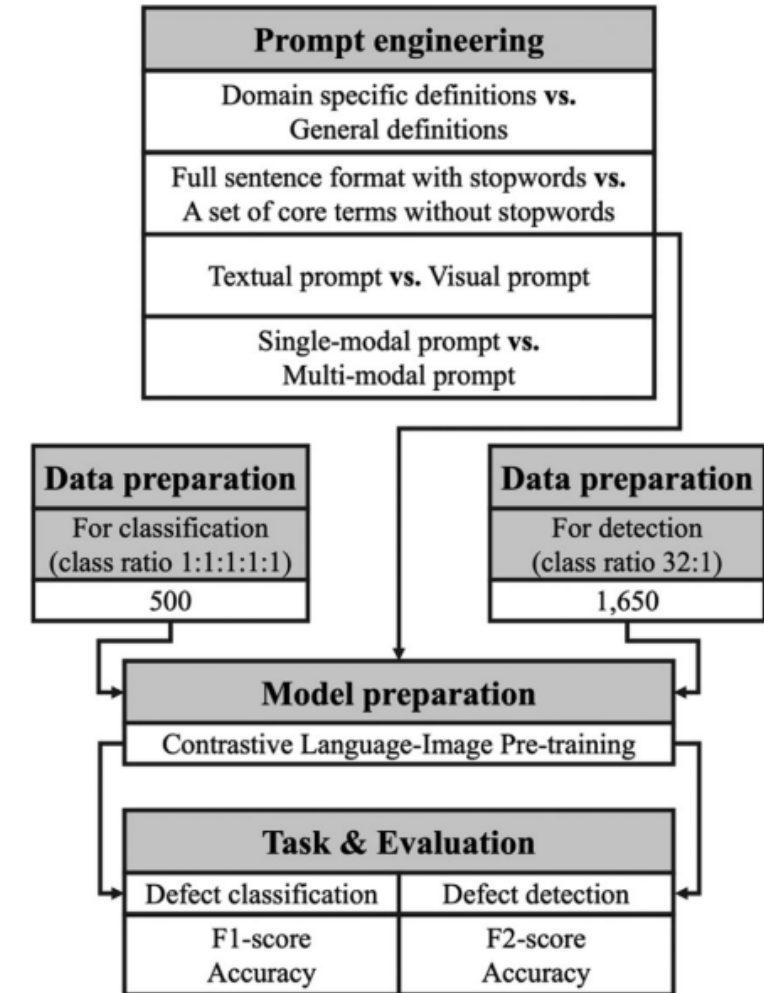 Prompt engineering
Domain specific definitions vs.
General definitions
Full sentence format with stopwords vs.
A set of core terms without stopwords
Textual prompt vs. Visual prompt
Single-modal prompt vs.
Multi-modal prompt
Data preparation
For classification
(class ratio 1:1:1:1:1)
500
Data preparation
For detection
(class ratio 32:1)
1,650
Model preparation
Contrastive Language-Image Pre-training
Task & Evaluation
Defect classification
F1-score
Accuracy
Defect detection
F2-score
Accuracy